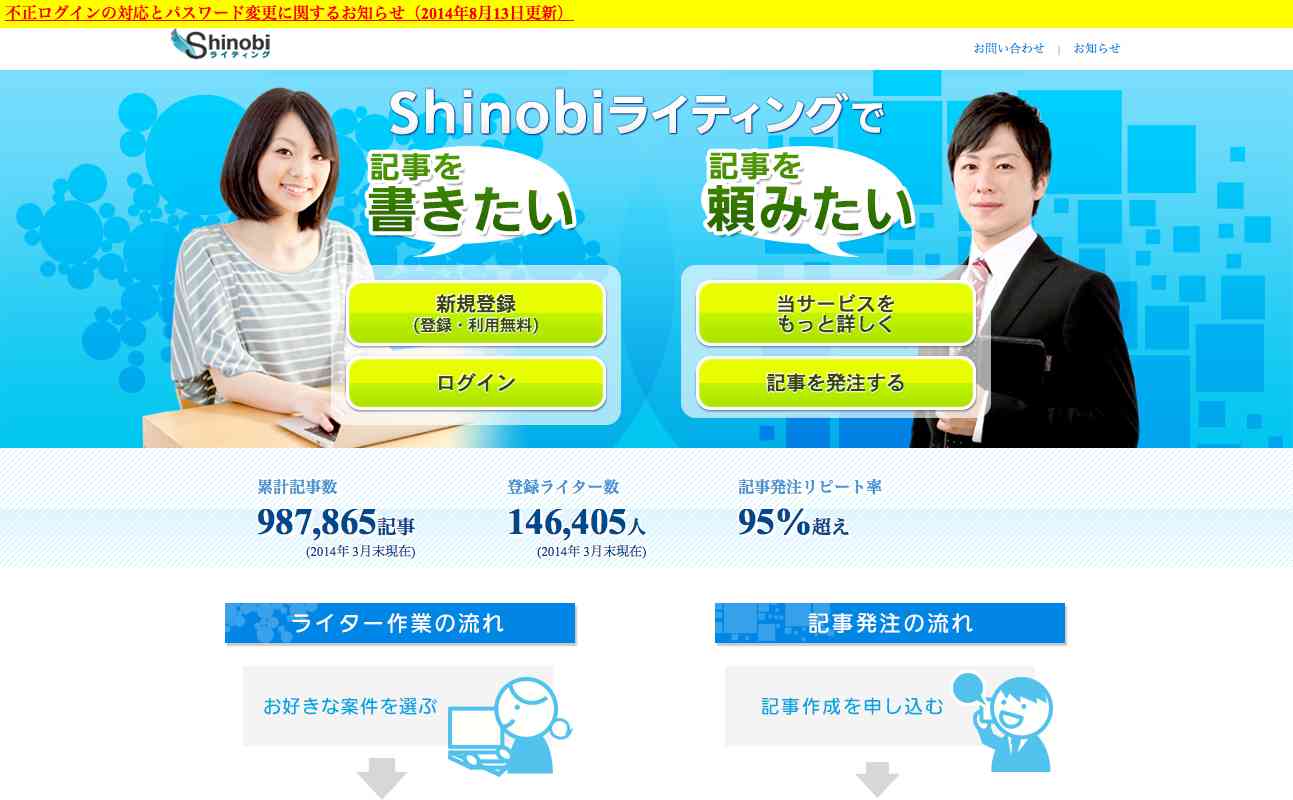 不正ログインの対応とパスワード変更に関するお知らせ（2014年8月13日更新）
Shinobi
ライティング
お問い合わせ | お知らせ
Shinobiライティングで
記事を
書きたい
記事を
頼みたい
新規登録
(登録・利用無料)
ログイン
当サービスを
もっと詳しく
記事を発注する
累計記事数
987,865記事
(2014年 3月末現在)
登録ライター数
146,405人
(2014年 3月末現在)
記事発注リピート率
95%超え
ライター作業の流れ
記事発注の流れ
お好きな案件を選ぶ
記事作成を申し込む